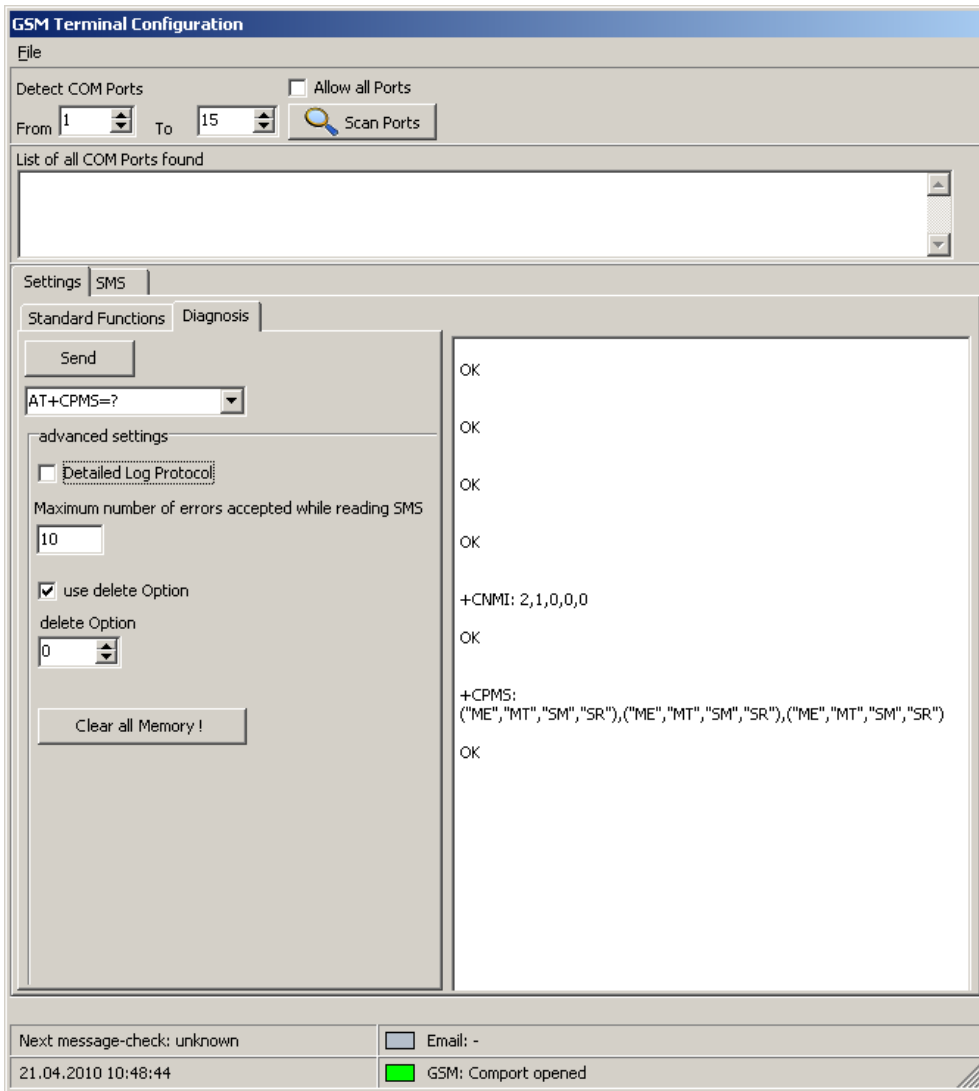 GSM Terminal Configuration
File
Detect COM Ports
Allow all Ports
From 1 To 15 Scan Ports
List of all COM Ports found
Settings SMS
Standard Functions Diagnosis
Send
AT+CPMS=?
advanced settings
Detailed Log Protocol
Maximum number of errors accepted while reading SMS
10
use delete Option
delete Option
0
Clear all Memory !
OK
OK
OK
OK
+CNMI: 2,1,0,0,0
OK
+CPMS:
("ME","MT","SM","SR"),("ME","MT","SM","SR"),("ME","MT","SM","SR")
OK
Next message-check: unknown
Email: -
21.04.2010 10:48:44
GSM: Comport opened